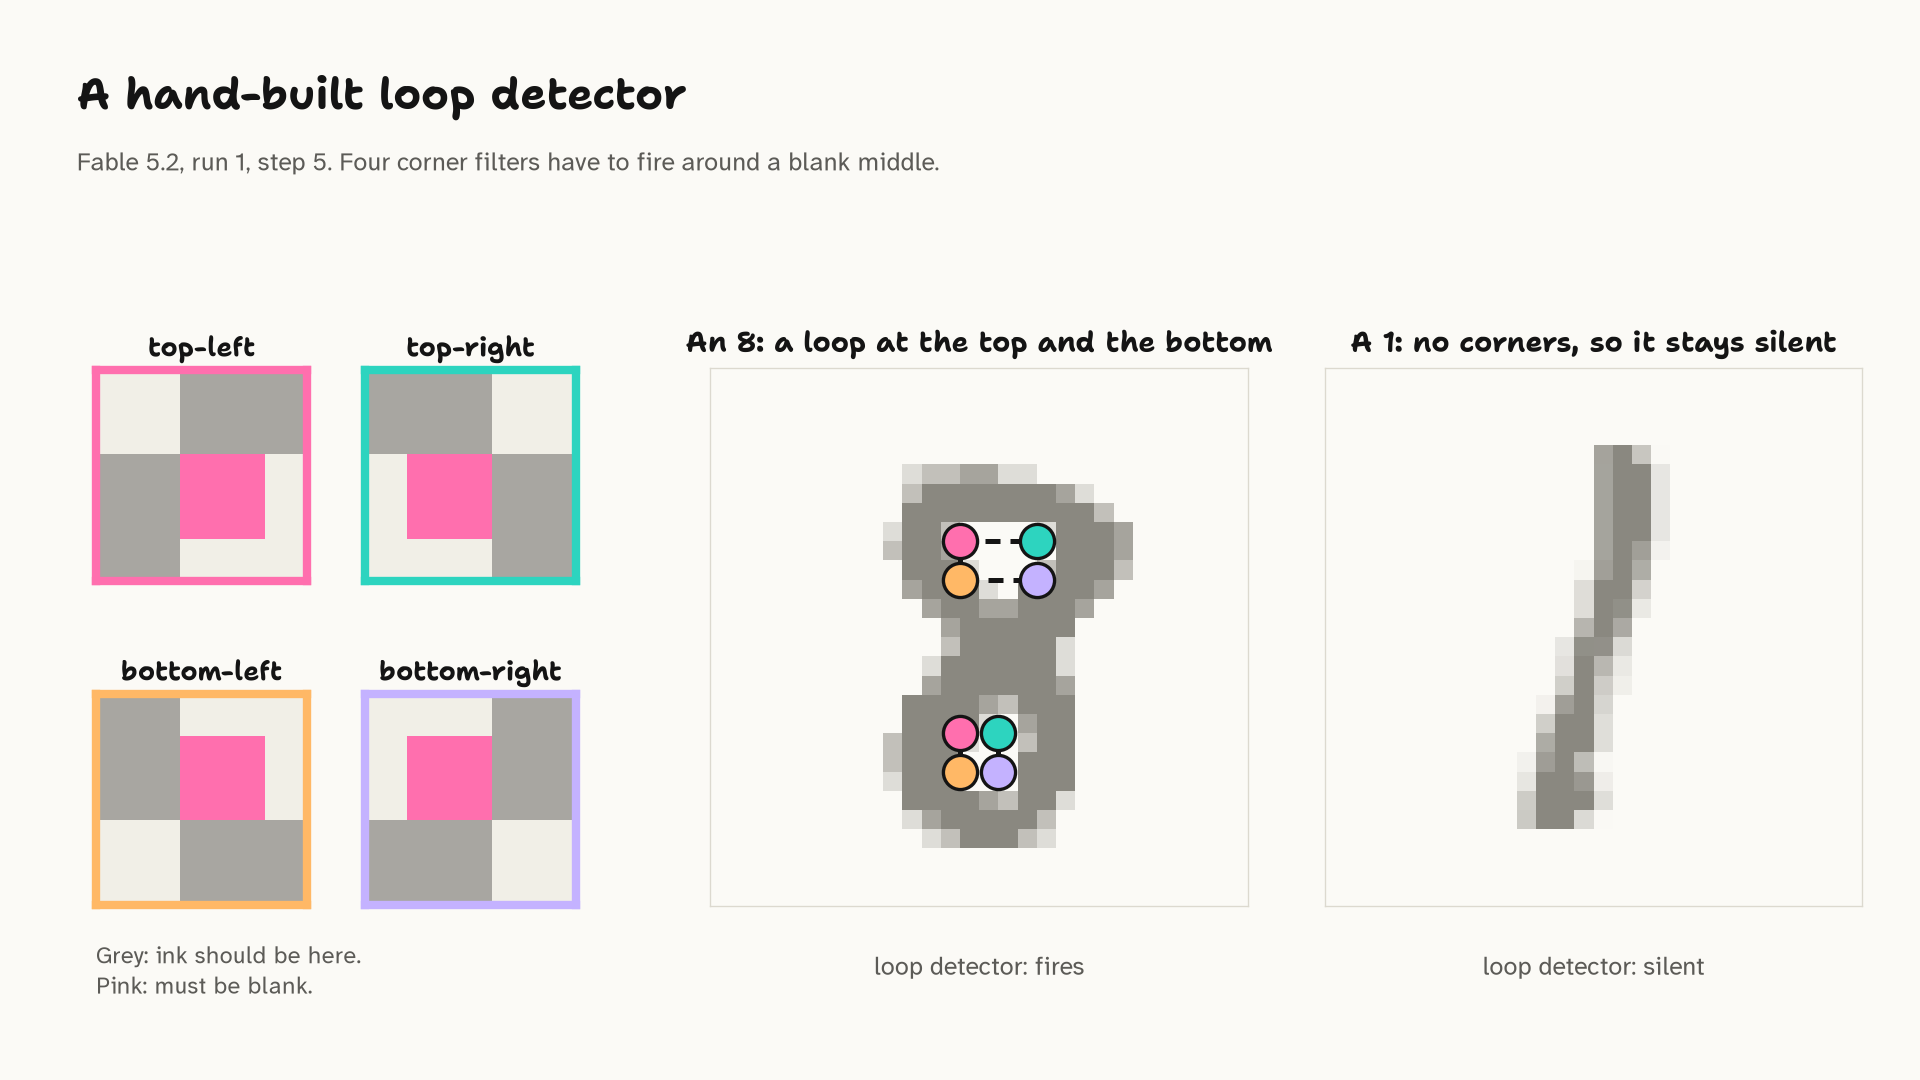 A hand-built loop detector
Fable 5.2, run 1, step 5. Four corner filters have to fire around a blank middle.
top-left
top-right
An 8: a loop at the top and the bottom
A 1: no corners, so it stays silent
bottom-left
bottom-right
Grey: ink should be here.
Pink: must be blank.
loop detector: fires
loop detector: silent